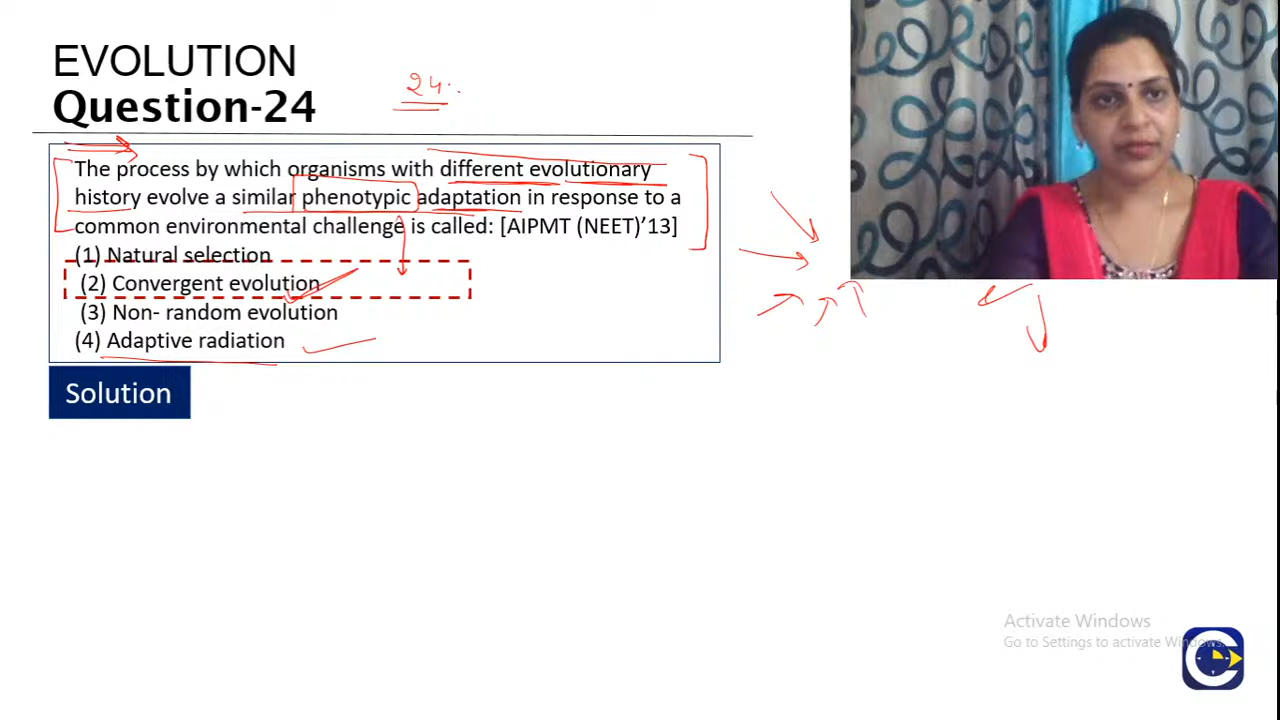 EVOLUTION
Question-24
24..
The process by which organisms with different evolutionary
history evolve a similar phenotypic adaptation in response to a
common environmental challenge is called: [AIPMT (NEET)’13]
(1) Natural selection
(2) Convergent evolution
(3) Non- random evolution
(4) Adaptive radiation
Solution
Activate Windows
Go to Settings to activate Windows.